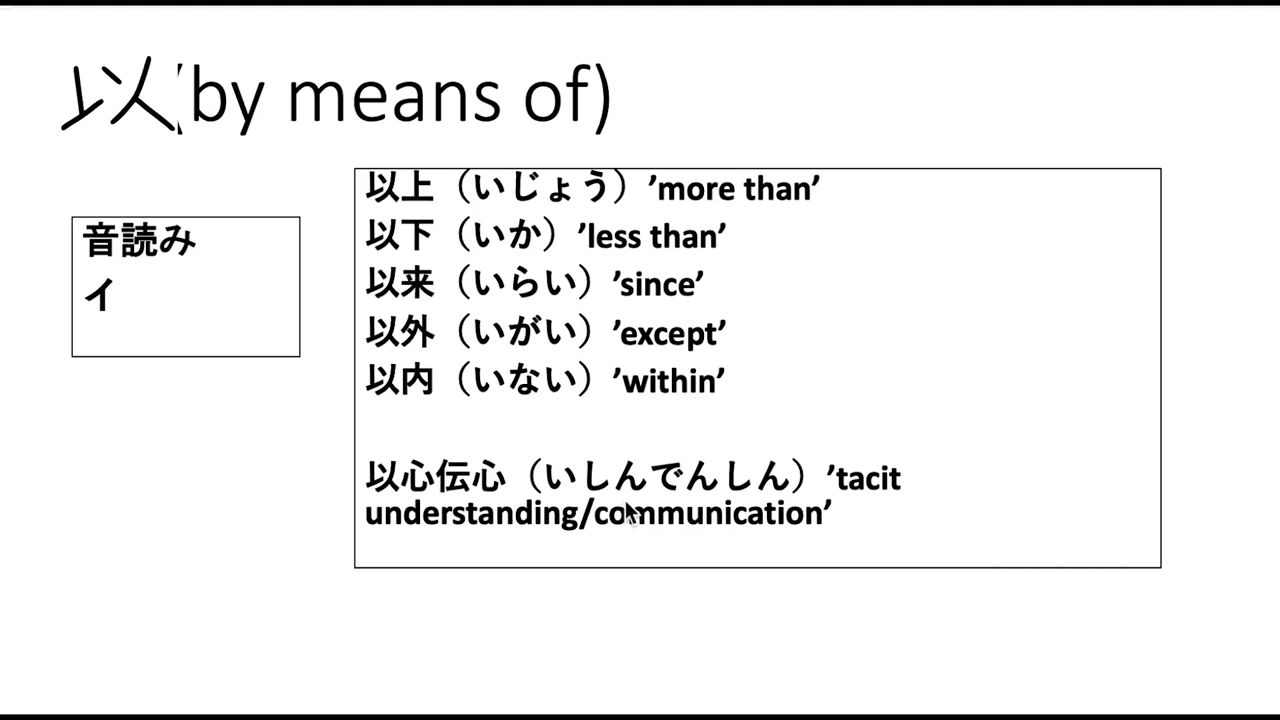 以(by means of)
音読み
イ
以上（いじょう）’more than’
以下（いか）’less than’
以来（いらい）’since’
以外（いがい）’except’
以内（いない）’within’
以心伝心（いしんでんしん）’tacit
understanding/communication’